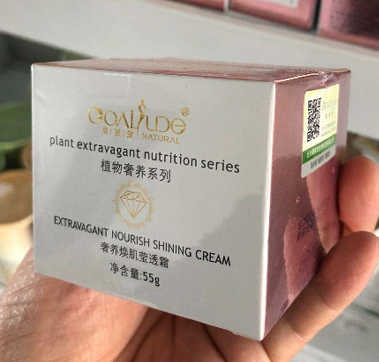 GOALIDE®
NATURAL
plant extravagant nutrition series
植物奢养系列
EXTRAVAGANT NOURISH SHINING CREAM
奢养焕肌莹透霜
净含量:55g